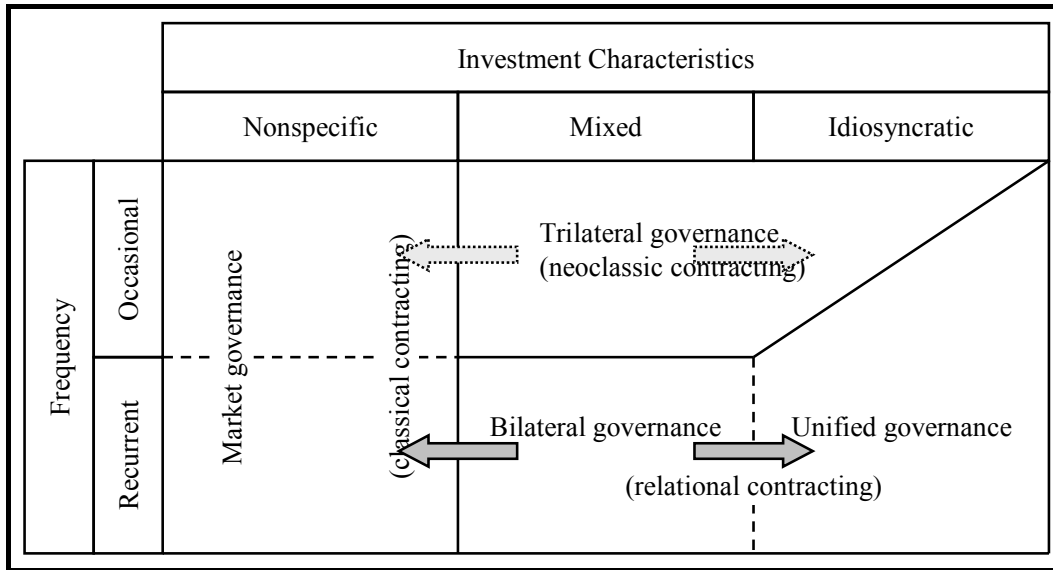 Investment Characteristics
Nonspecific
Mixed
Idiosyncratic
Frequency
Occasional
Recurrent
Market governance
(classical contracting)
Trilateral governance
(neoclassic contracting)
Bilateral governance
Unified governance
(relational contracting)